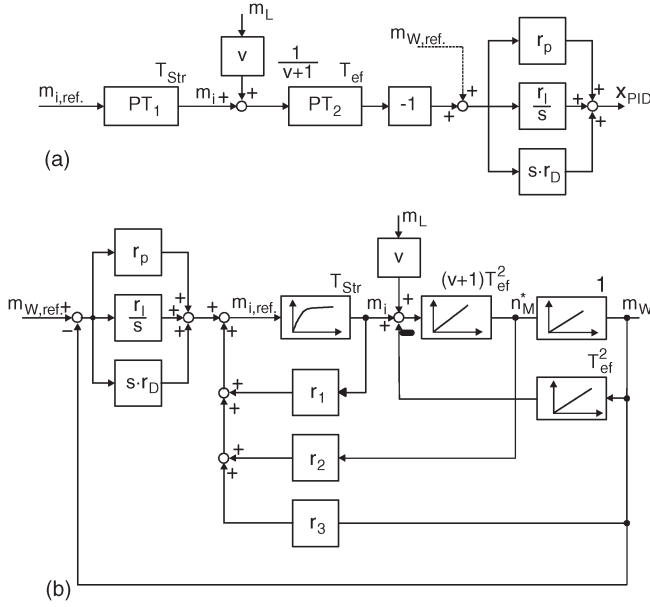 m_L
m_W,ref.
r_p
v
1
v+1
T_Str
T_ef
m_i,ref.
PT_1
m_i
+
+
PT_2
-1
+
+
r_I
s
+
+
+
x_PID
(a)
s·r_D
m_L
r_p
v
T_Str
(v+1)T_ef^2
1
m_W,ref.
+
−
r_I
s
+
+
+
+
+
m_i,ref.
m_i
+
+
n_M^*
m_W
s·r_D
T_ef^2
r_1
+
+
r_2
+
+
r_3
(b)